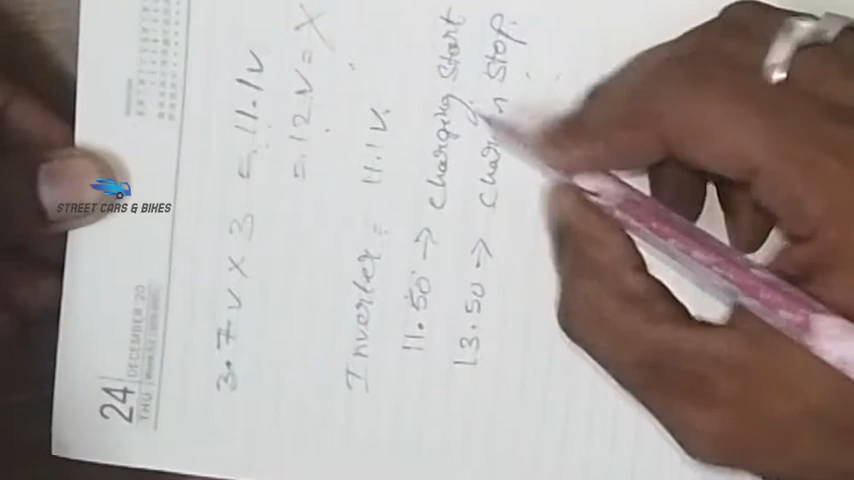 24
THU
DECEMBER '20
3.7V X 3 = 11.1V
= 12V = X
Inverter = 11.1V.
11.50 → Charging Start
13.50 → Stop.
STREET CARS & BIKES